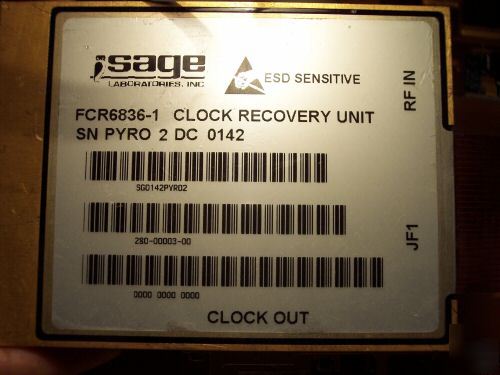 sage
LABORATORIES, INC
ESD SENSITIVE
RF IN
FCR6836-1 CLOCK RECOVERY UNIT
SN PYRO 2 DC 0142
SG0142PYRO2
280-00003-00
JF1
0000 0000 0000
CLOCK OUT